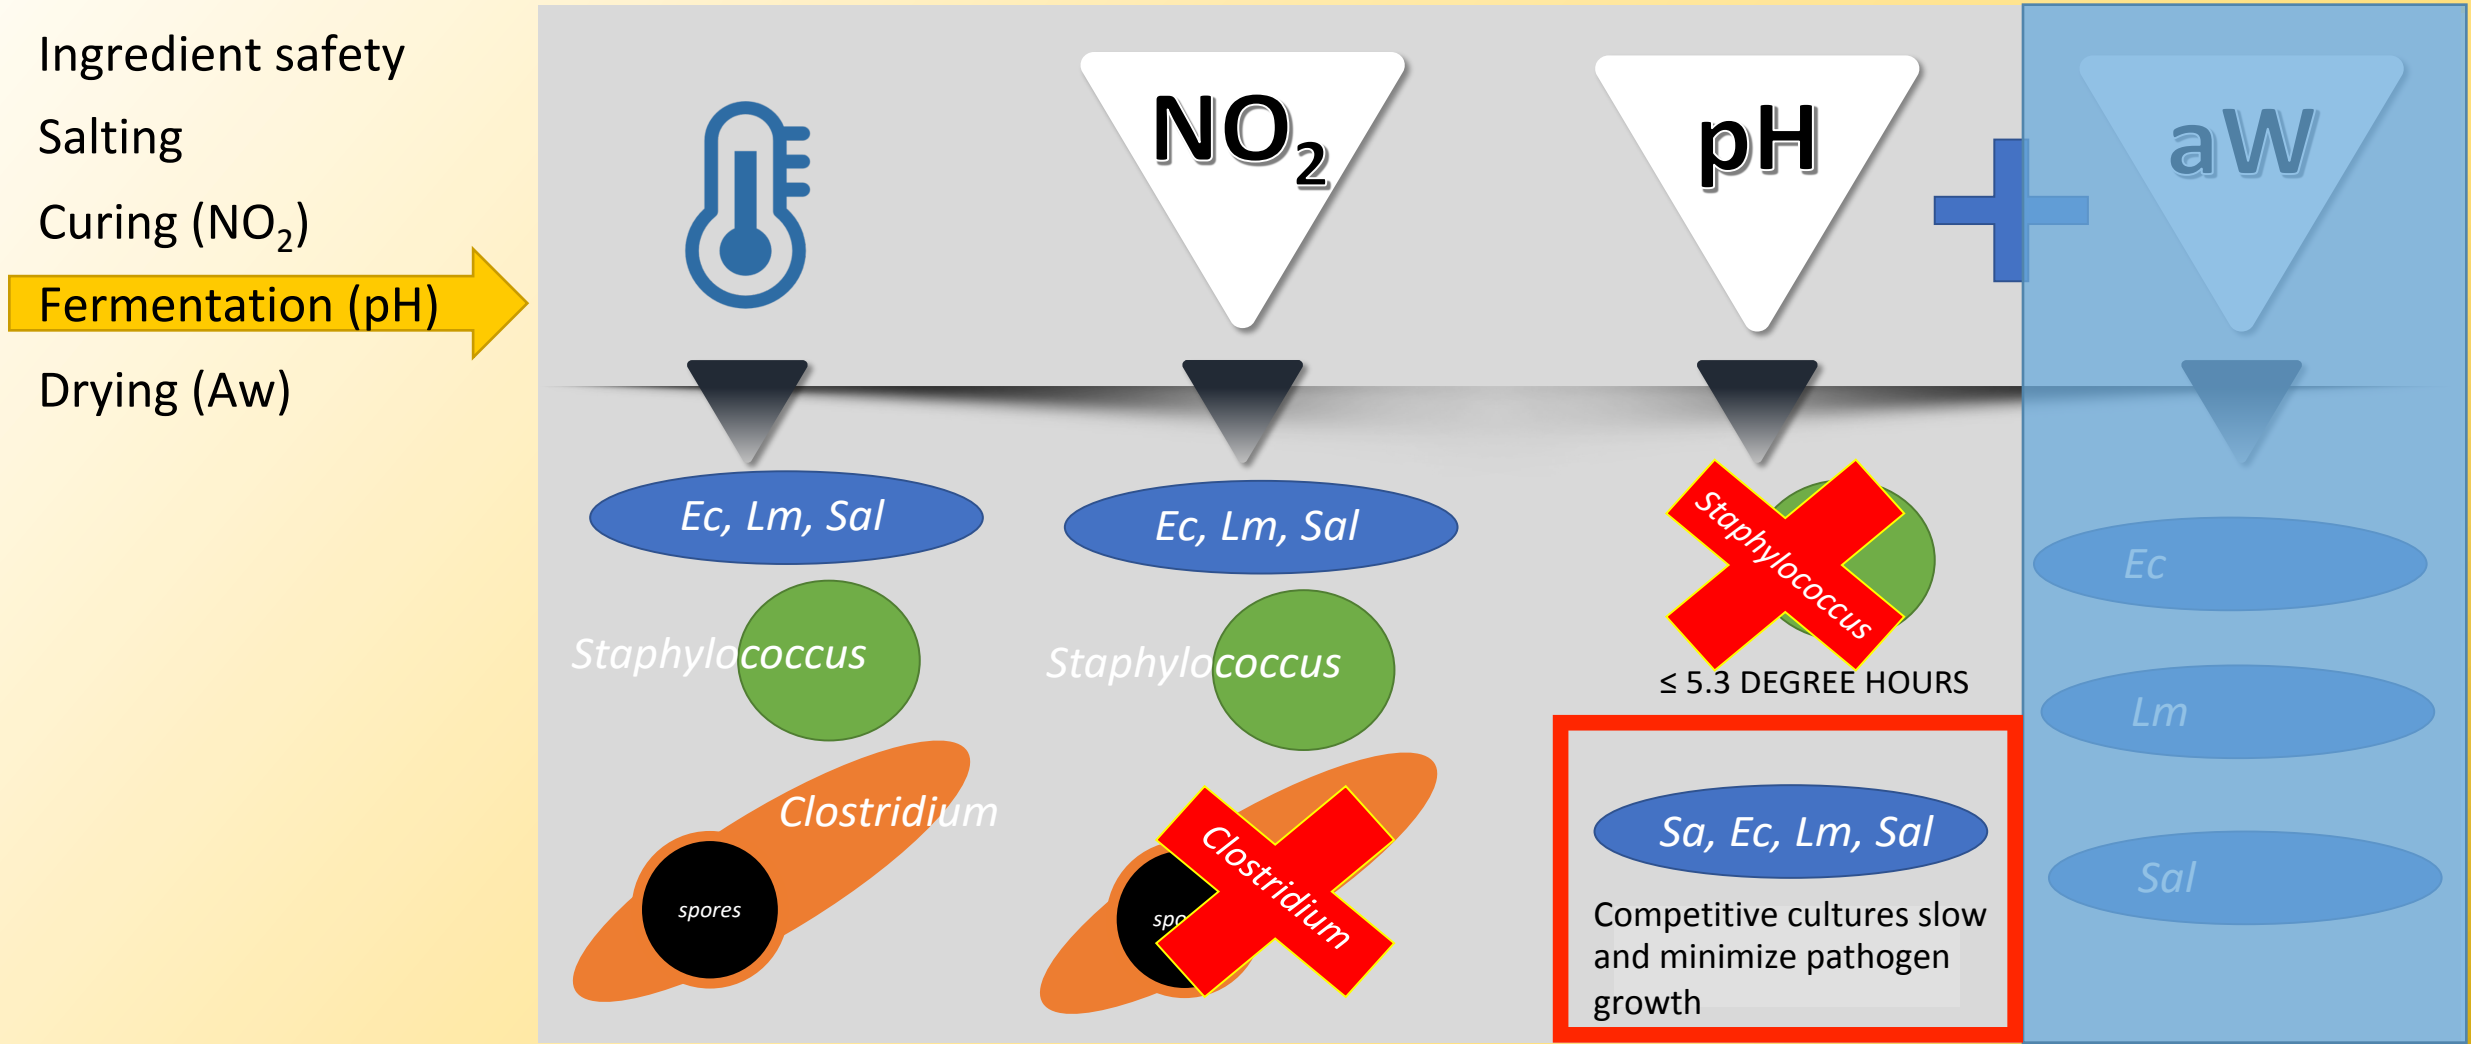 Ingredient safety
Salting
Curing (NO₂)
Fermentation (pH)
Drying (Aw)
NO₂
pH
aW
Ec, Lm, Sal
Staphylococcus
Clostridium
spores
Ec, Lm, Sal
Staphylococcus
Clostridium
spo
Staphylococcus
≤ 5.3 DEGREE HOURS
Sa, Ec, Lm, Sal
Competitive cultures slow
and minimize pathogen
growth
Ec
Lm
Sal